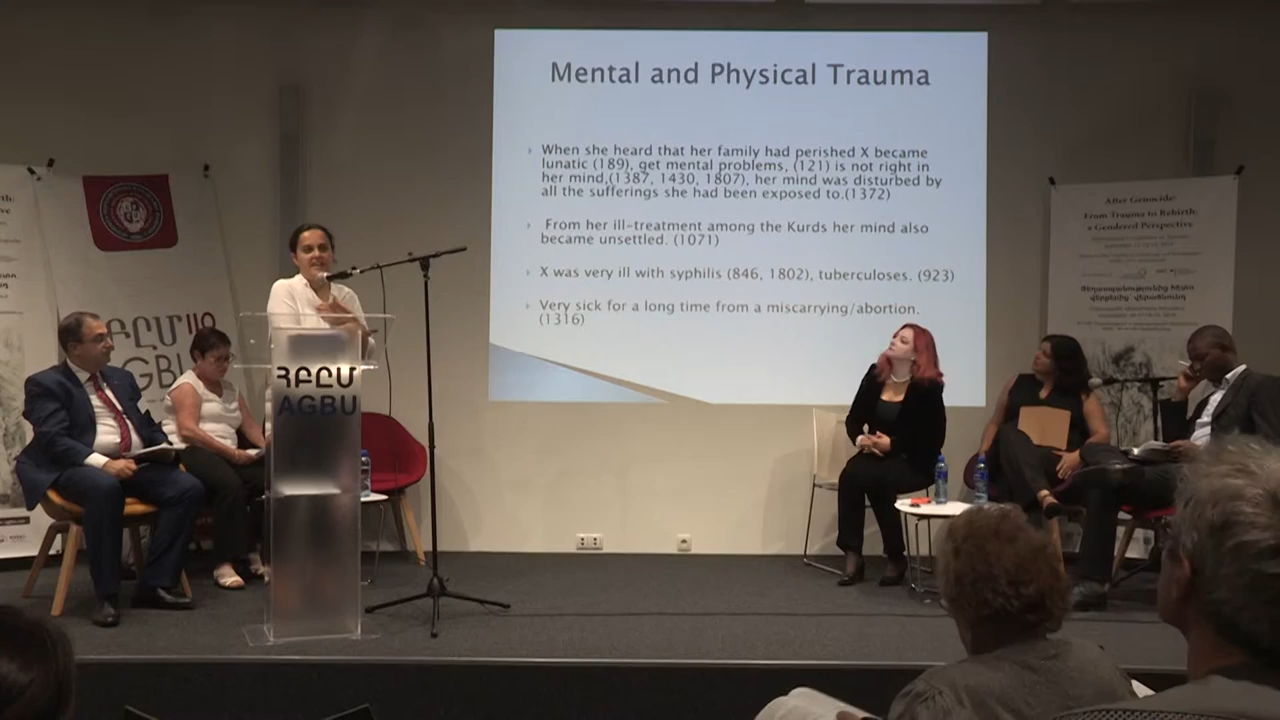 Mental and Physical Trauma
When she heard that her family had perished X became
lunatic (189), get mental problems, (121) is not right in
her mind,(1387, 1430, 1807), her mind was disturbed by
all the sufferings she had been exposed to.(1372)
From her ill-treatment among the Kurds her mind also
became unsettled. (1071)
X was very ill with syphilis (846, 1802), tuberculoses. (923)
Very sick for a long time from a miscarrying/abortion.
(1316)
ՀԲԸՄ
AGBU
After Genocide:
From Trauma to Rebirth:
a Gendered Perspective
Ցեղասպանությունից հետո